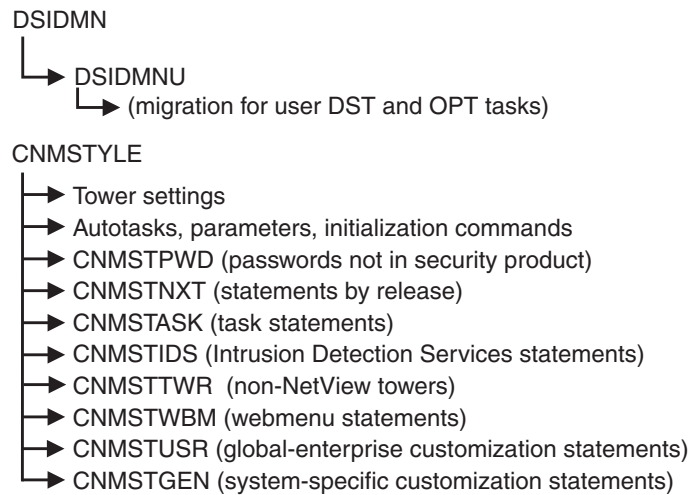 DSIDMN
DSIDMNU
(migration for user DST and OPT tasks)
CNMSTYLE
Tower settings
Autotasks, parameters, initialization commands
CNMSTPWD (passwords not in security product)
CNMSTNXT (statements by release)
CNMSTASK (task statements)
CNMSTIDS (Intrusion Detection Services statements)
CNMSTTWR (non-NetView towers)
CNMSTWBM (webmenu statements)
CNMSTUSR (global-enterprise customization statements)
CNMSTGEN (system-specific customization statements)